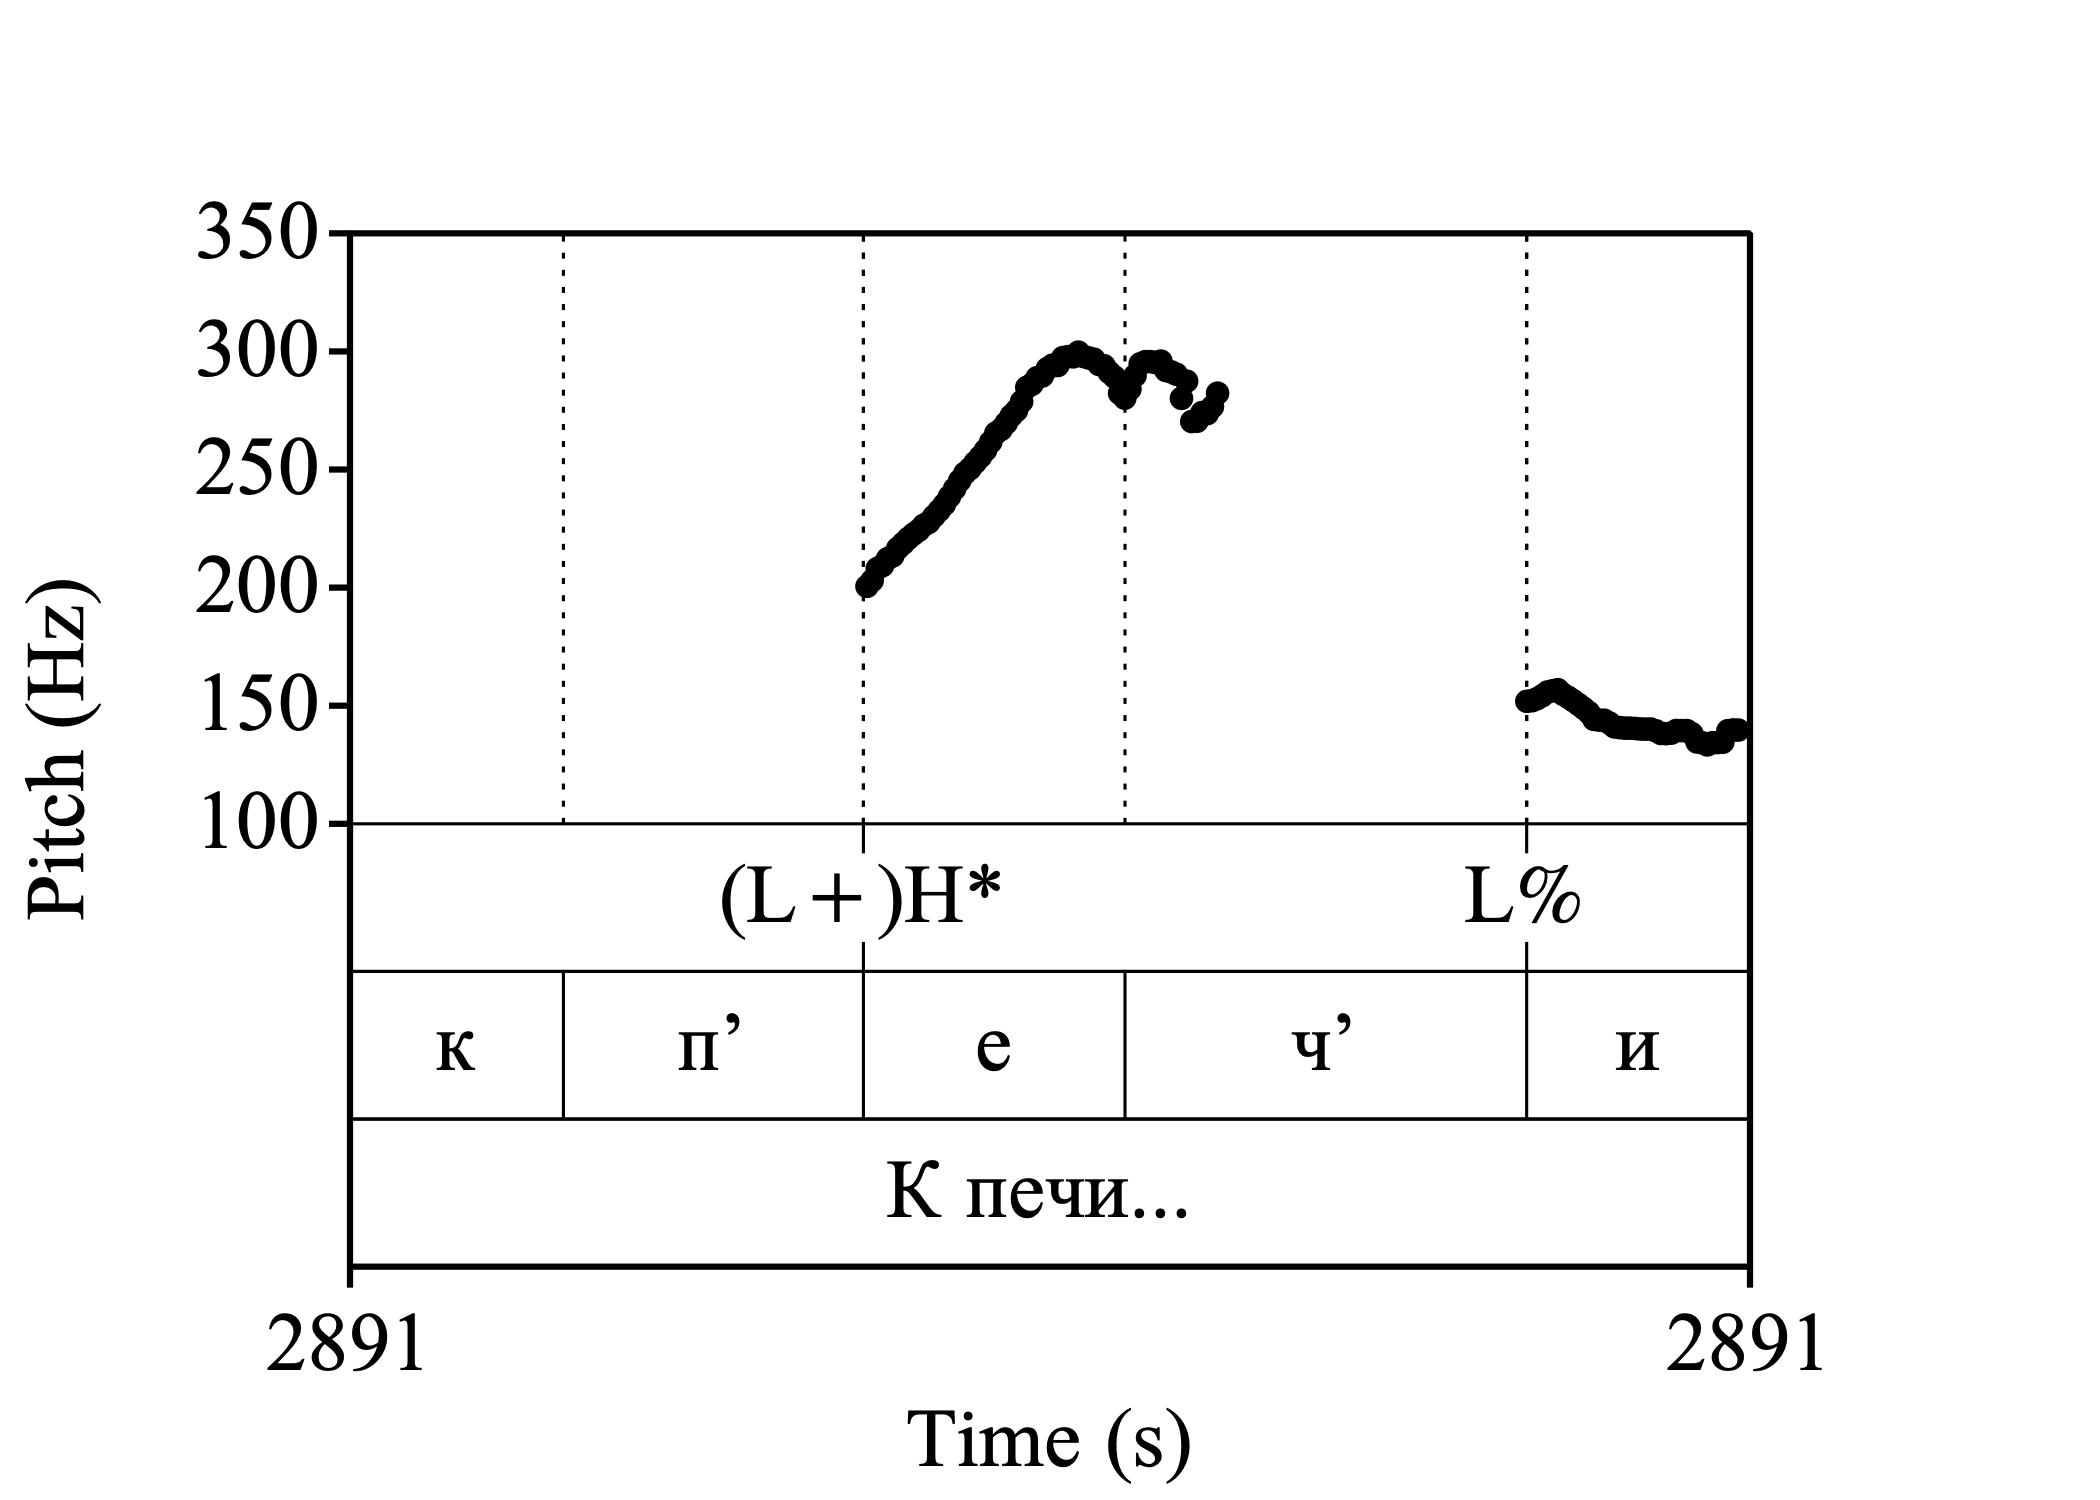 350
300
250
200
150
100
Pitch (Hz)
(L+)H* L%
к п’ е ч’ и
К печи...
2891 2891
Time (s)